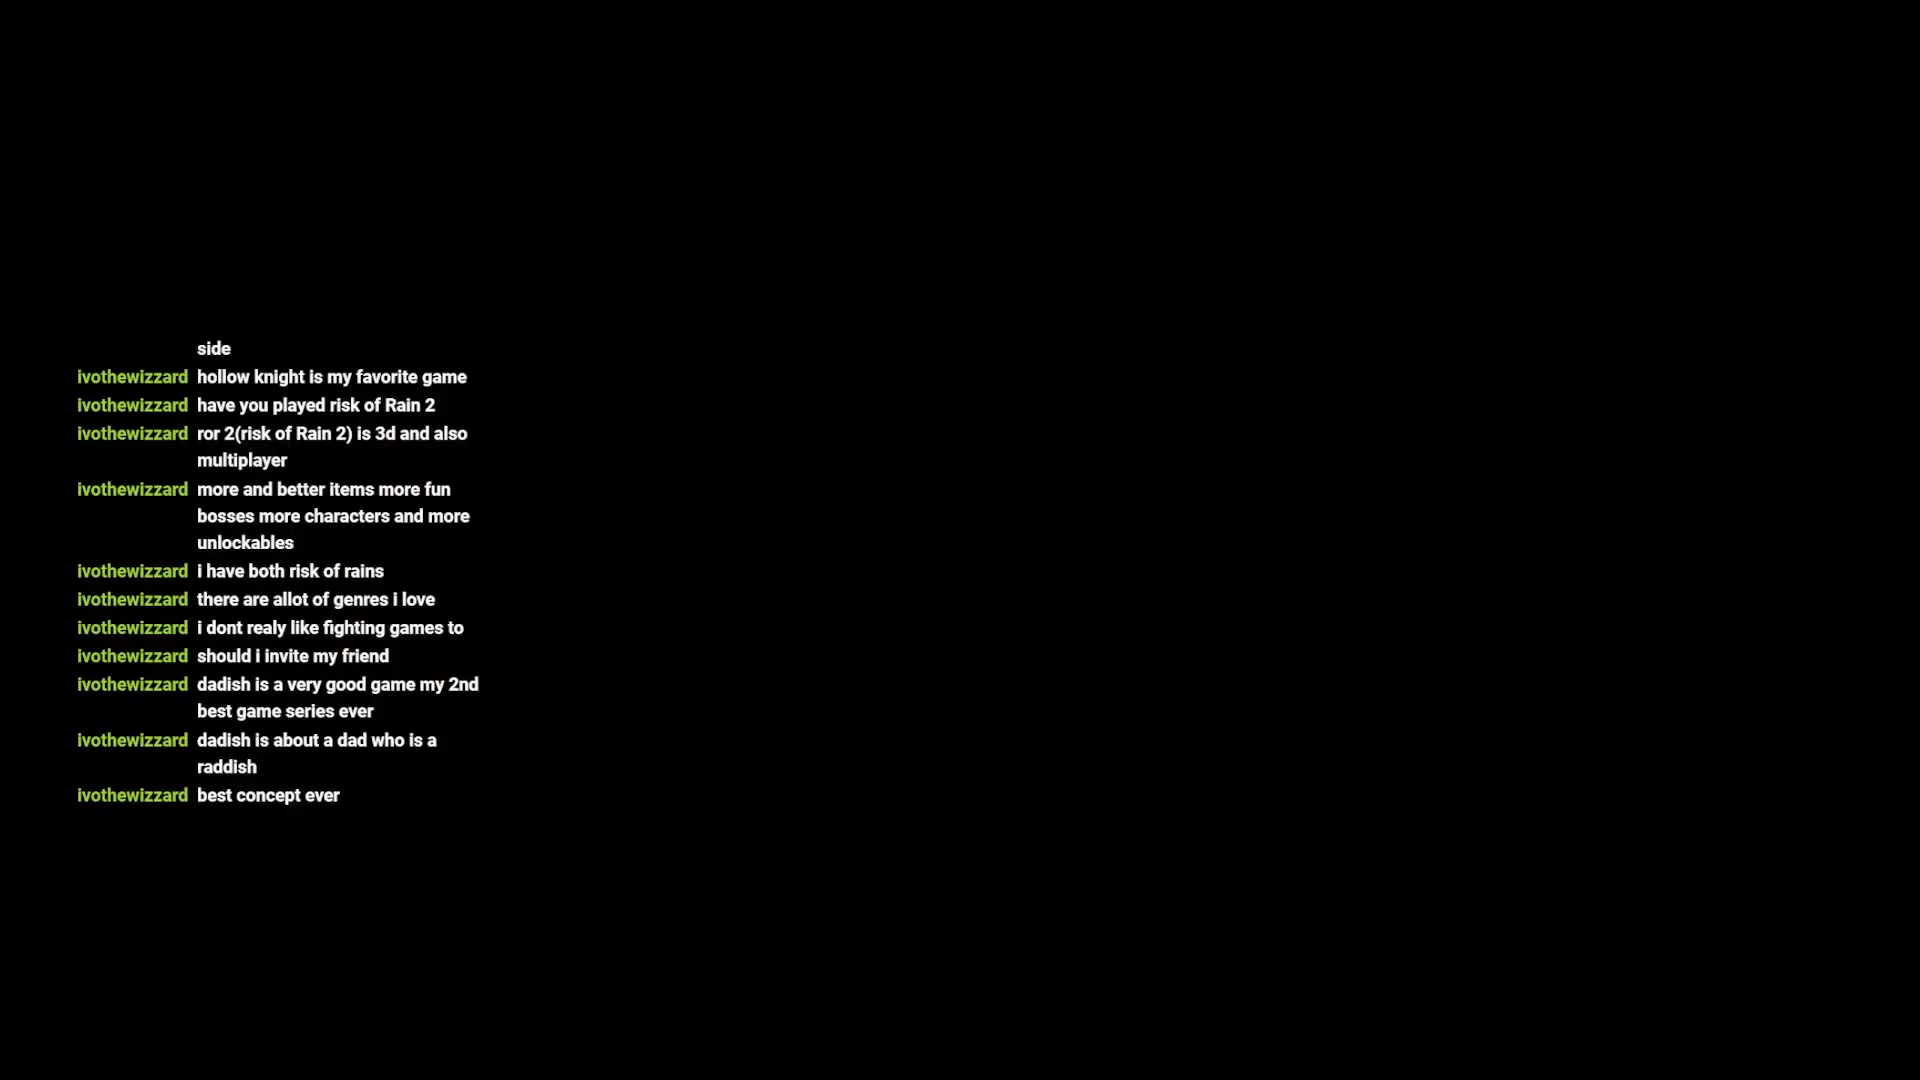 side
ivothewizzard hollow knight is my favorite game
ivothewizzard have you played risk of Rain 2
ivothewizzard ror 2(risk of Rain 2) is 3d and also
multiplayer
ivothewizzard more and better items more fun
bosses more characters and more
unlockables
ivothewizzard i have both risk of rains
ivothewizzard there are allot of genres i love
ivothewizzard i dont realy like fighting games to
ivothewizzard should i invite my friend
ivothewizzard dadish is a very good game my 2nd
best game series ever
ivothewizzard dadish is about a dad who is a
raddish
ivothewizzard best concept ever